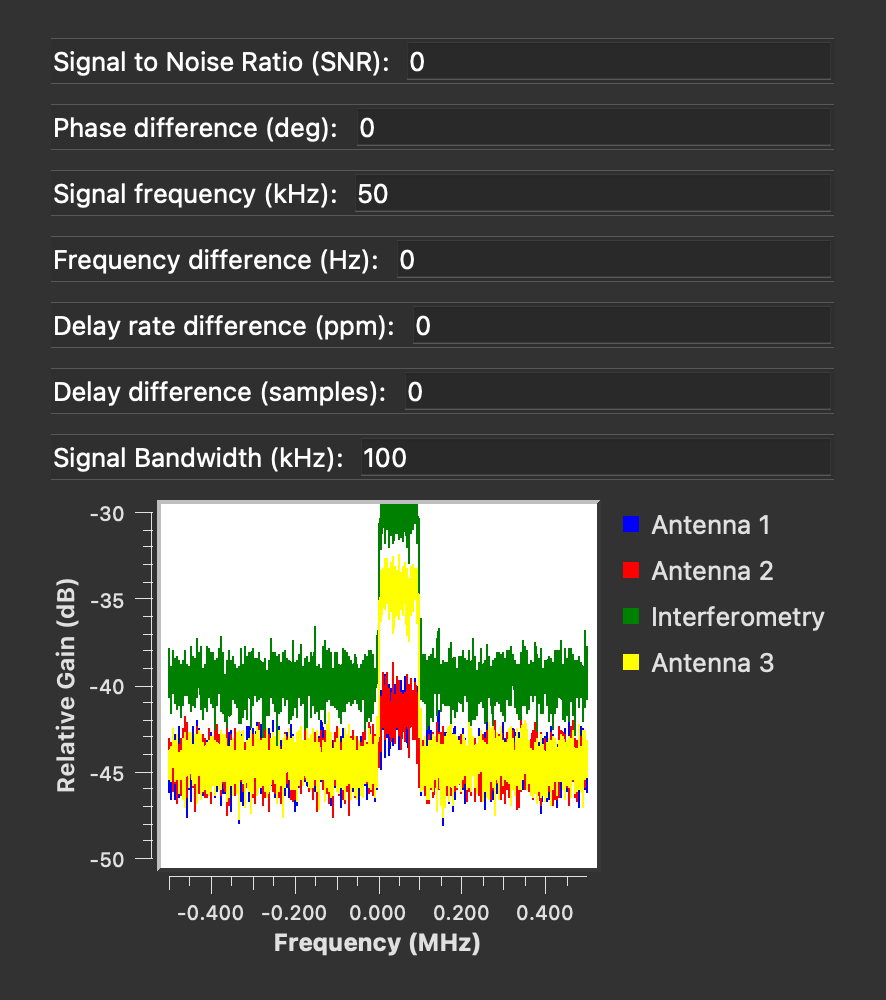 Signal to Noise Ratio (SNR): 0
Phase difference (deg): 0
Signal frequency (kHz): 50
Frequency difference (Hz): 0
Delay rate difference (ppm): 0
Delay difference (samples): 0
Signal Bandwidth (kHz): 100
-30
-35
-40
-45
-50
Relative Gain (dB)
Antenna 1
Antenna 2
Interferometry
Antenna 3
-0.400 -0.200 0.000 0.200 0.400
Frequency (MHz)